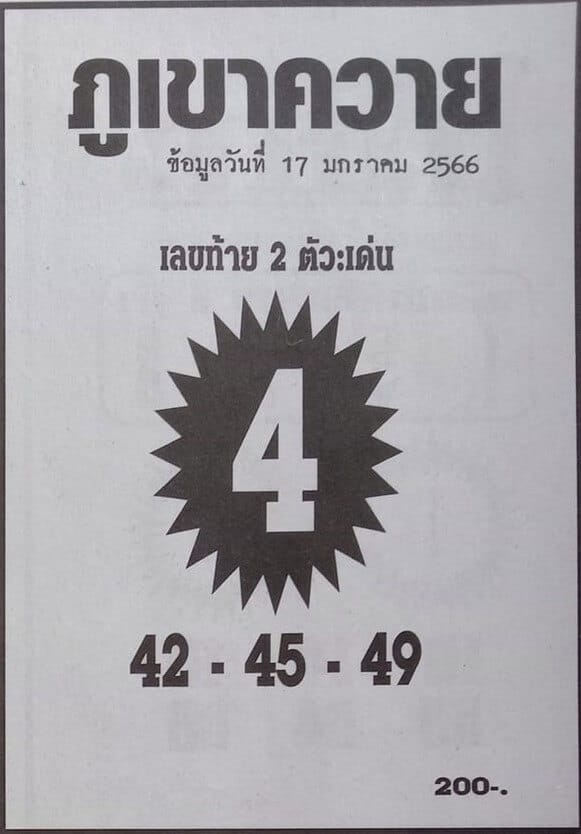 ภูเขาควาย
ข้อมูลวันที่ 17 มกราคม 2566
เลขท้าย 2 ตัวะเด่น
4
42 - 45 - 49
200-.